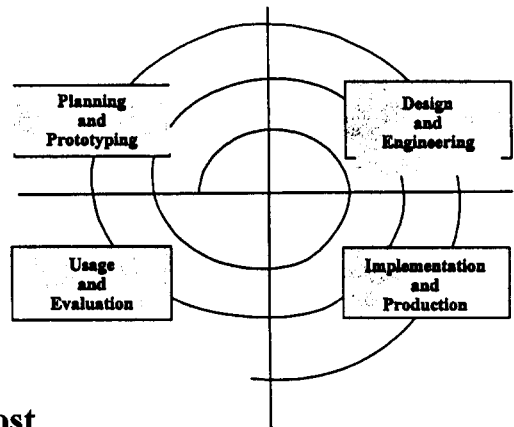 Planning
and
Prototyping
Design
and
Engineering
Usage
and
Evaluation
Implementation
and
Production